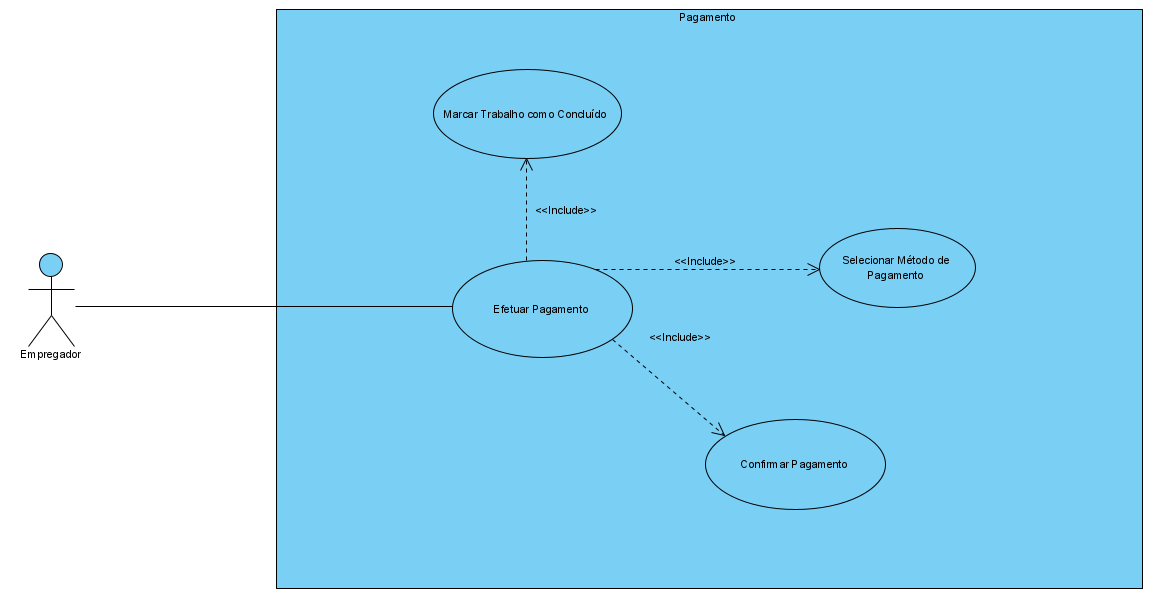 Pagamento
Marcar Trabalho como Concluído
<<Include>>
<<Include>>
Selecionar Método de
Pagamento
Efetuar Pagamento
<<Include>>
Empregador
Confirmar Pagamento